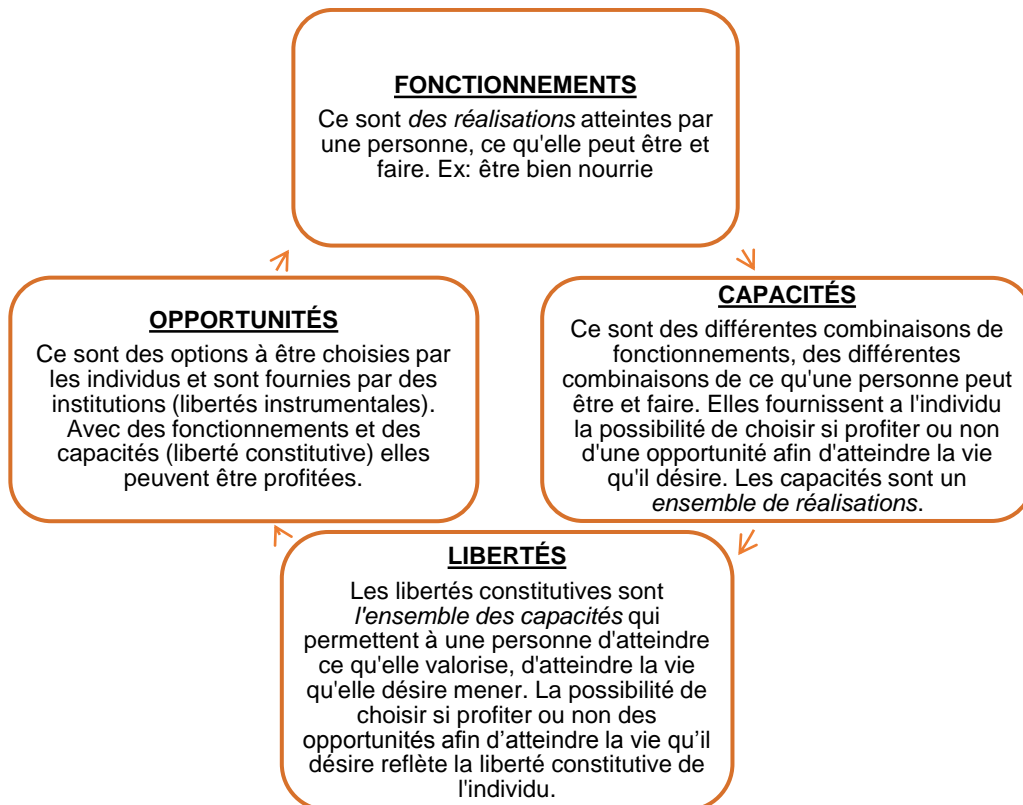 FONCTIONNEMENTS
Ce sont des réalisations atteintes par
une personne, ce qu'elle peut être et
faire. Ex: être bien nourrie
OPPORTUNITÉS
Ce sont des options à être choisies par
les individus et sont fournies par des
institutions (libertés instrumentales).
Avec des fonctionnements et des
capacités (liberté constitutive) elles
peuvent être profitées.
CAPACITÉS
Ce sont des différentes combinaisons de
fonctionnements, des différentes
combinaisons de ce qu'une personne peut
être et faire. Elles fournissent a l'individu
la possibilité de choisir si profiter ou non
d'une opportunité afin d'atteindre la vie
qu'il désire. Les capacités sont un
ensemble de réalisations.
LIBERTÉS
Les libertés constitutives sont
l'ensemble des capacités qui
permettent à une personne d'atteindre
ce qu'elle valorise, d'atteindre la vie
qu'elle désire mener. La possibilité de
choisir si profiter ou non des
opportunités afin d’atteindre la vie qu’il
désire reflète la liberté constitutive de
l'individu.